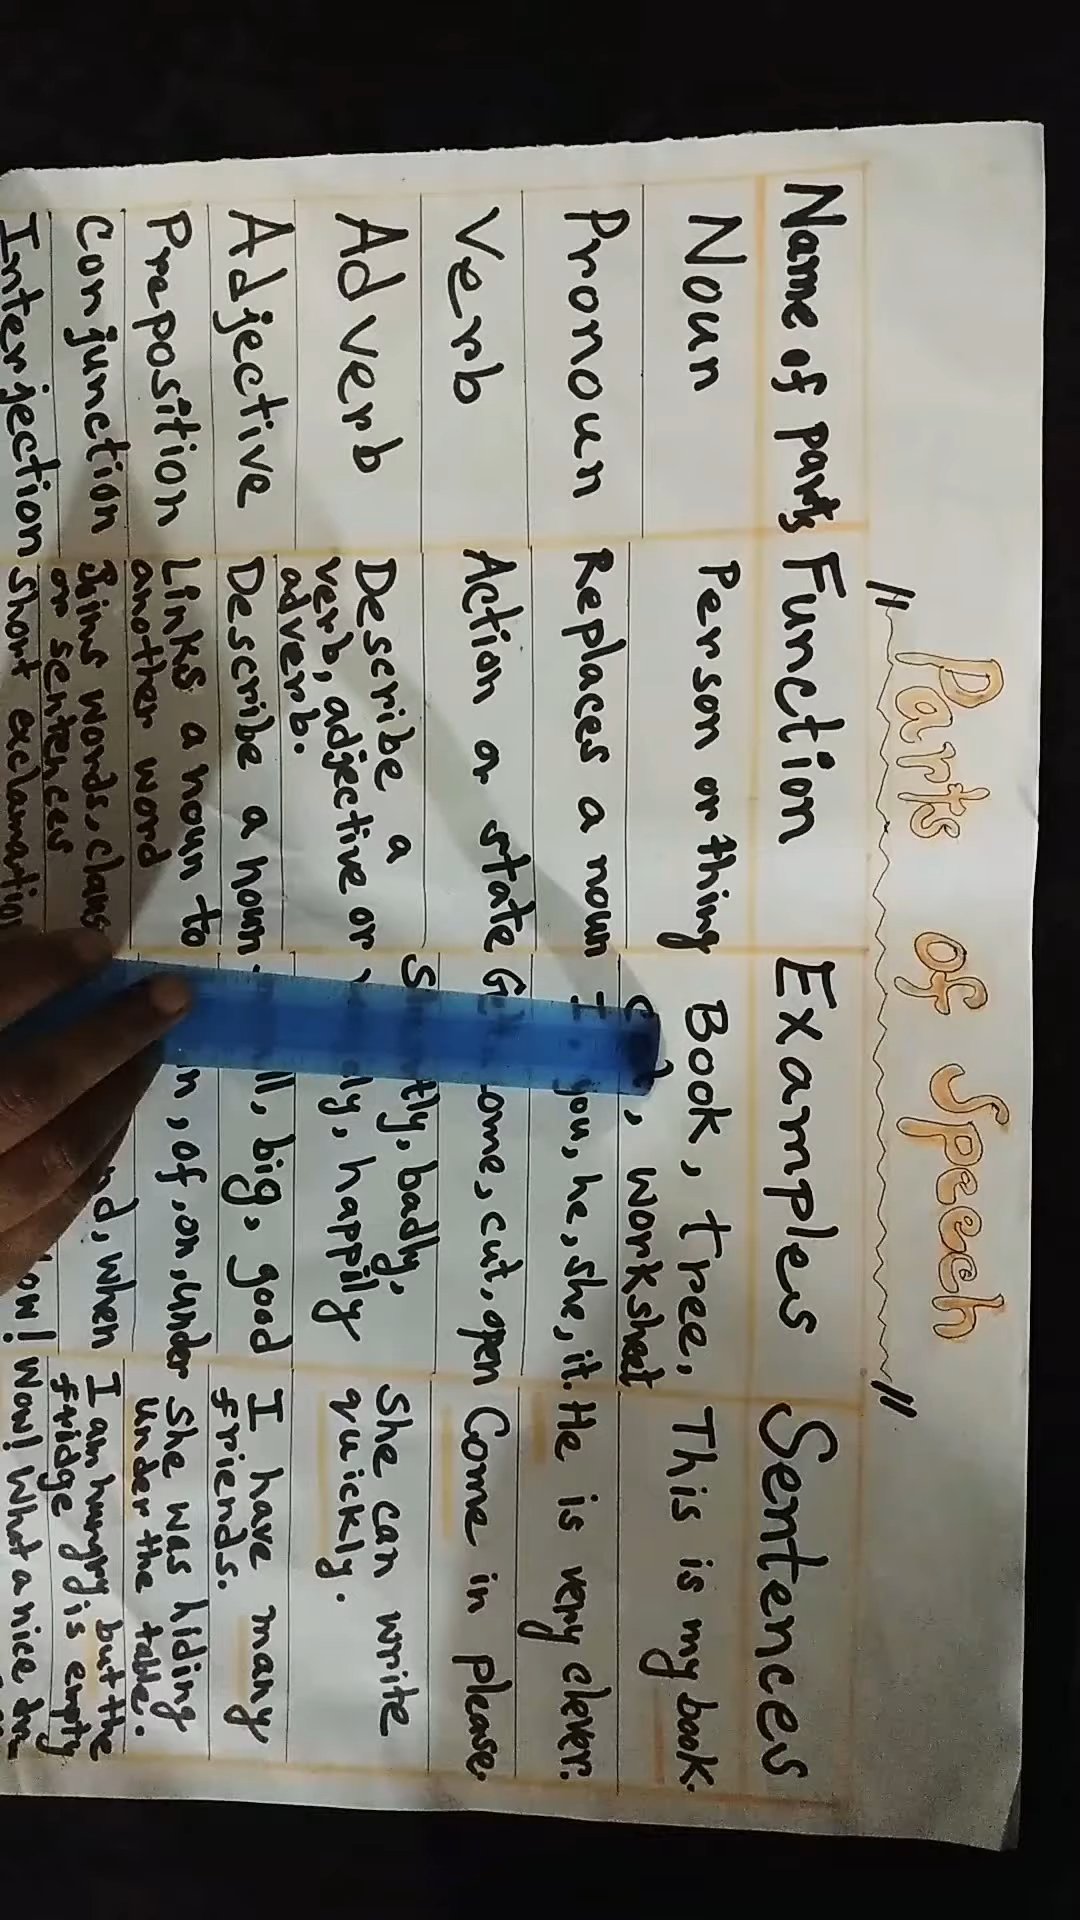 "Parts of Speech"
Name of parts Function Examples Sentences
Noun Person or thing Book, tree, This is my book.
, worksheet
Pronoun Replaces a noun you, he, she, it. He is very clever.
Verb Action or state come, cut, open Come in please.
Adverb Describe a badly, She can write
verb, adjective or happily quickly.
adverb.
Adjective Describe a noun big, good I have many
friends.
Preposition Links a noun to of, on, under She was hiding
another word under the table.
Conjunction Joins words, claus when I am hungry but the
or sentences fridge is empty
Interjection Short exclamation Wow! What a nice